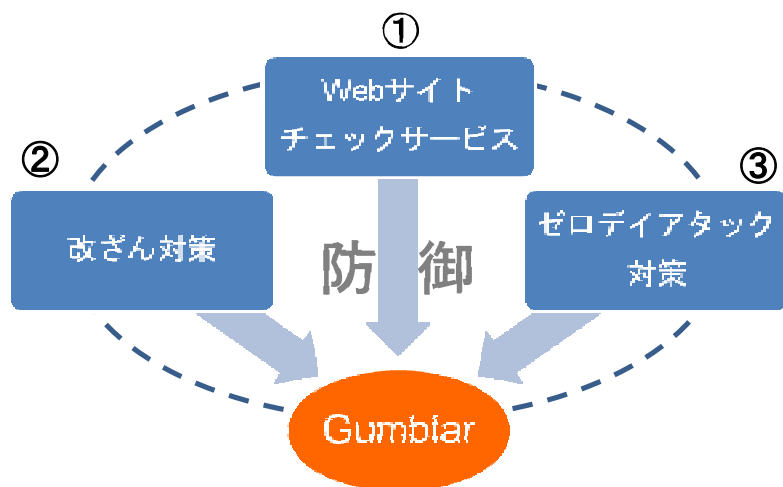 ①
Webサイト
チェックサービス
②
改ざん対策
③
ゼロデイアタック
対策
防御
Gumblar